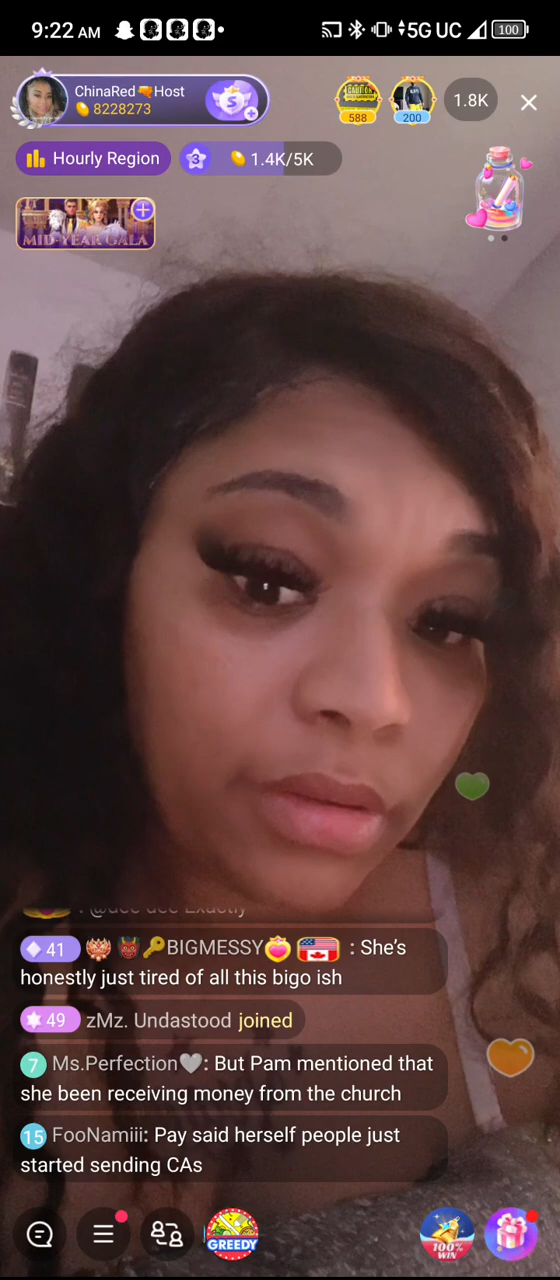 9:22 AM
5G UC
100
ChinaRed Host
8228273
S
588
200
1.8K
Hourly Region
3
1.4K/5K
MID-YEAR GALA
41 BIGMESSY : She's
honestly just tired of all this bigo ish
49 zMz. Undastood joined
7 Ms.Perfection🤍: But Pam mentioned that
she been receiving money from the church
15 FooNamiii: Pay said herself people just
started sending CAs
GREEDY
100%
WIN